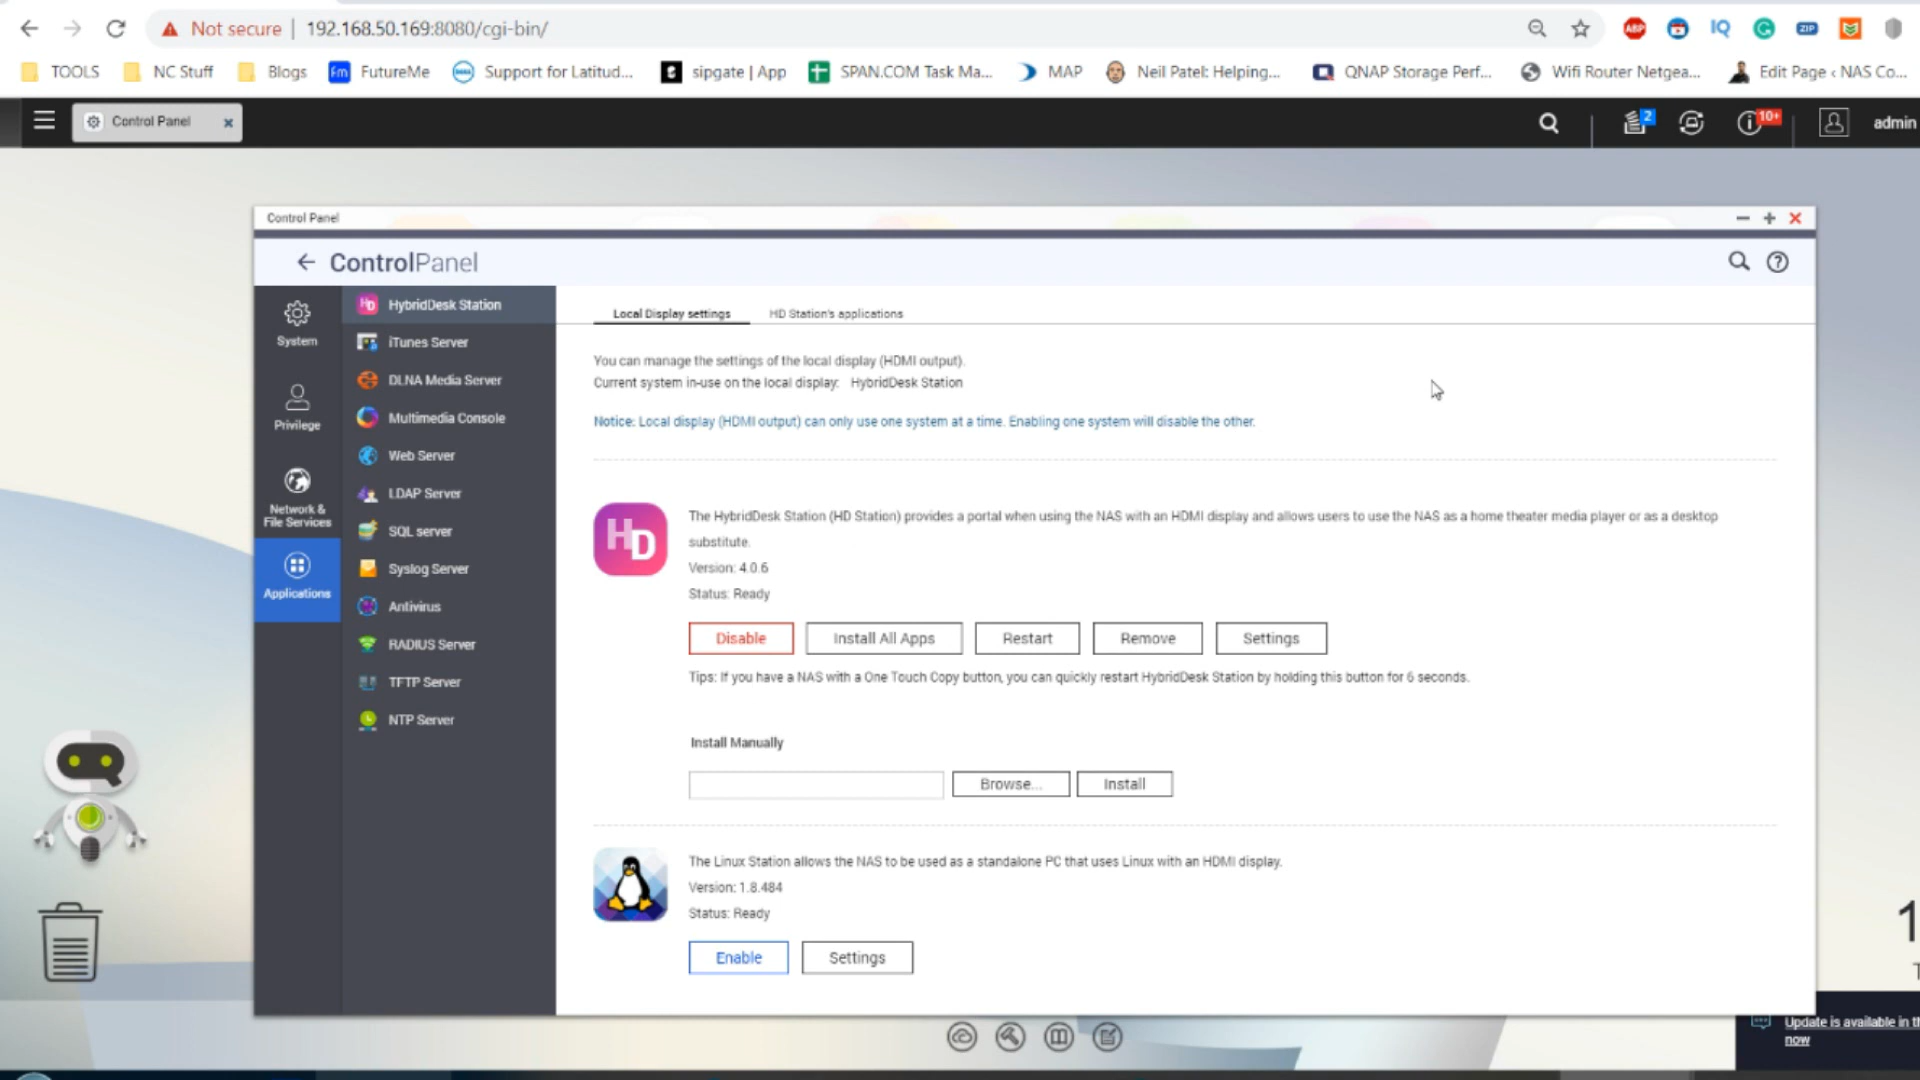 Not secure | 192.168.50.169:8080/cgi-bin/
ABP
IQ
ZIP
TOOLS
NC Stuff
Blogs
Fm FutureMe
Support for Latitud...
sipgate | App
SPAN.COM Task Ma...
MAP
Neil Patel: Helping...
QNAP Storage Perf...
Wifi Router Netgea...
Edit Page ‹ NAS Co...
Control Panel
2
10+
admin
Control Panel
ControlPanel
System
Privilege
Network &
File Services
Applications
HD HybridDesk Station
iTunes Server
DLNA Media Server
Multimedia Console
Web Server
LDAP Server
SQL server
Syslog Server
Antivirus
RADIUS Server
TFTP Server
NTP Server
Local Display settings
HD Station's applications
You can manage the settings of the local display (HDMI output).
Current system in-use on the local display: HybridDesk Station
Notice: Local display (HDMI output) can only use one system at a time. Enabling one system will disable the other.
HD
The HybridDesk Station (HD Station) provides a portal when using the NAS with an HDMI display and allows users to use the NAS as a home theater media player or as a desktop
substitute.
Version: 4.0.6
Status: Ready
Disable
Install All Apps
Restart
Remove
Settings
Tips: If you have a NAS with a One Touch Copy button, you can quickly restart HybridDesk Station by holding this button for 6 seconds.
Install Manually
Browse...
Install
The Linux Station allows the NAS to be used as a standalone PC that uses Linux with an HDMI display.
Version: 1.8.484
Status: Ready
Enable
Settings
1
Update is available in th
now